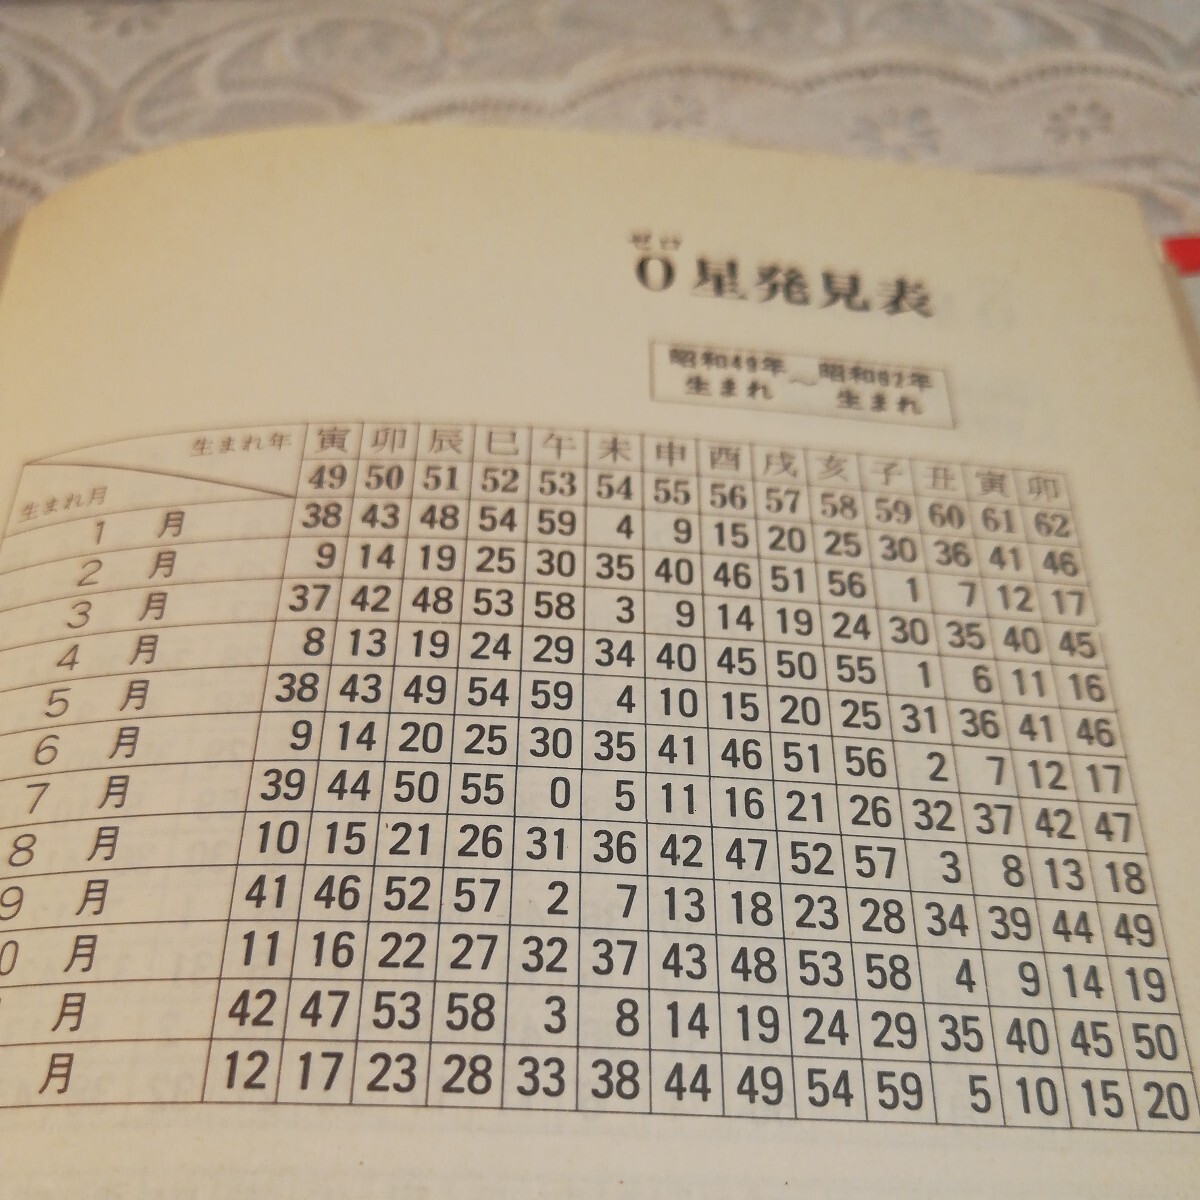 ゼロ
0星発見表
昭和49年生まれ〜昭和62年生まれ
生まれ年 寅 卯 辰 巳 午 未 申 酉 戌 亥 子 丑 寅 卯
生まれ月 49 50 51 52 53 54 55 56 57 58 59 60 61 62
1月 38 43 48 54 59 4 9 15 20 25 30 36 41 46
2月 9 14 19 25 30 35 40 46 51 56 1 7 12 17
3月 37 42 48 53 58 3 9 14 19 24 30 35 40 45
4月 8 13 19 24 29 34 40 45 50 55 1 6 11 16
5月 38 43 49 54 59 4 10 15 20 25 31 36 41 46
6月 9 14 20 25 30 35 41 46 51 56 2 7 12 17
7月 39 44 50 55 0 5 11 16 21 26 32 37 42 47
8月 10 15 21 26 31 36 42 47 52 57 3 8 13 18
9月 41 46 52 57 2 7 13 18 23 28 34 39 44 49
0月 11 16 22 27 32 37 43 48 53 58 4 9 14 19
月 42 47 53 58 3 8 14 19 24 29 35 40 45 50
月 12 17 23 28 33 38 44 49 54 59 5 10 15 20